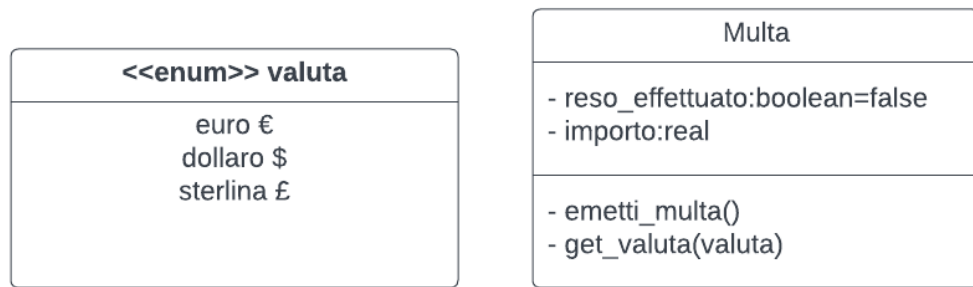 <<enum>> valuta
euro €
dollaro $
sterlina £
Multa
- reso_effettuato:boolean=false
- importo:real
- emetti_multa()
- get_valuta(valuta)